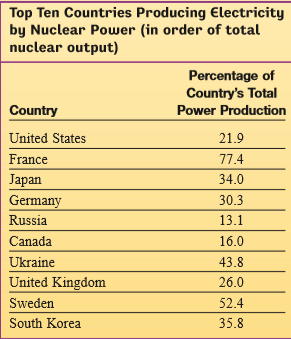 Top Ten Countries Producing Electricity
by Nuclear Power (in order of total
nuclear output)
Percentage of
Country's Total
Country Power Production
United States 21.9
France 77.4
Japan 34.0
Germany 30.3
Russia 13.1
Canada 16.0
Ukraine 43.8
United Kingdom 26.0
Sweden 52.4
South Korea 35.8